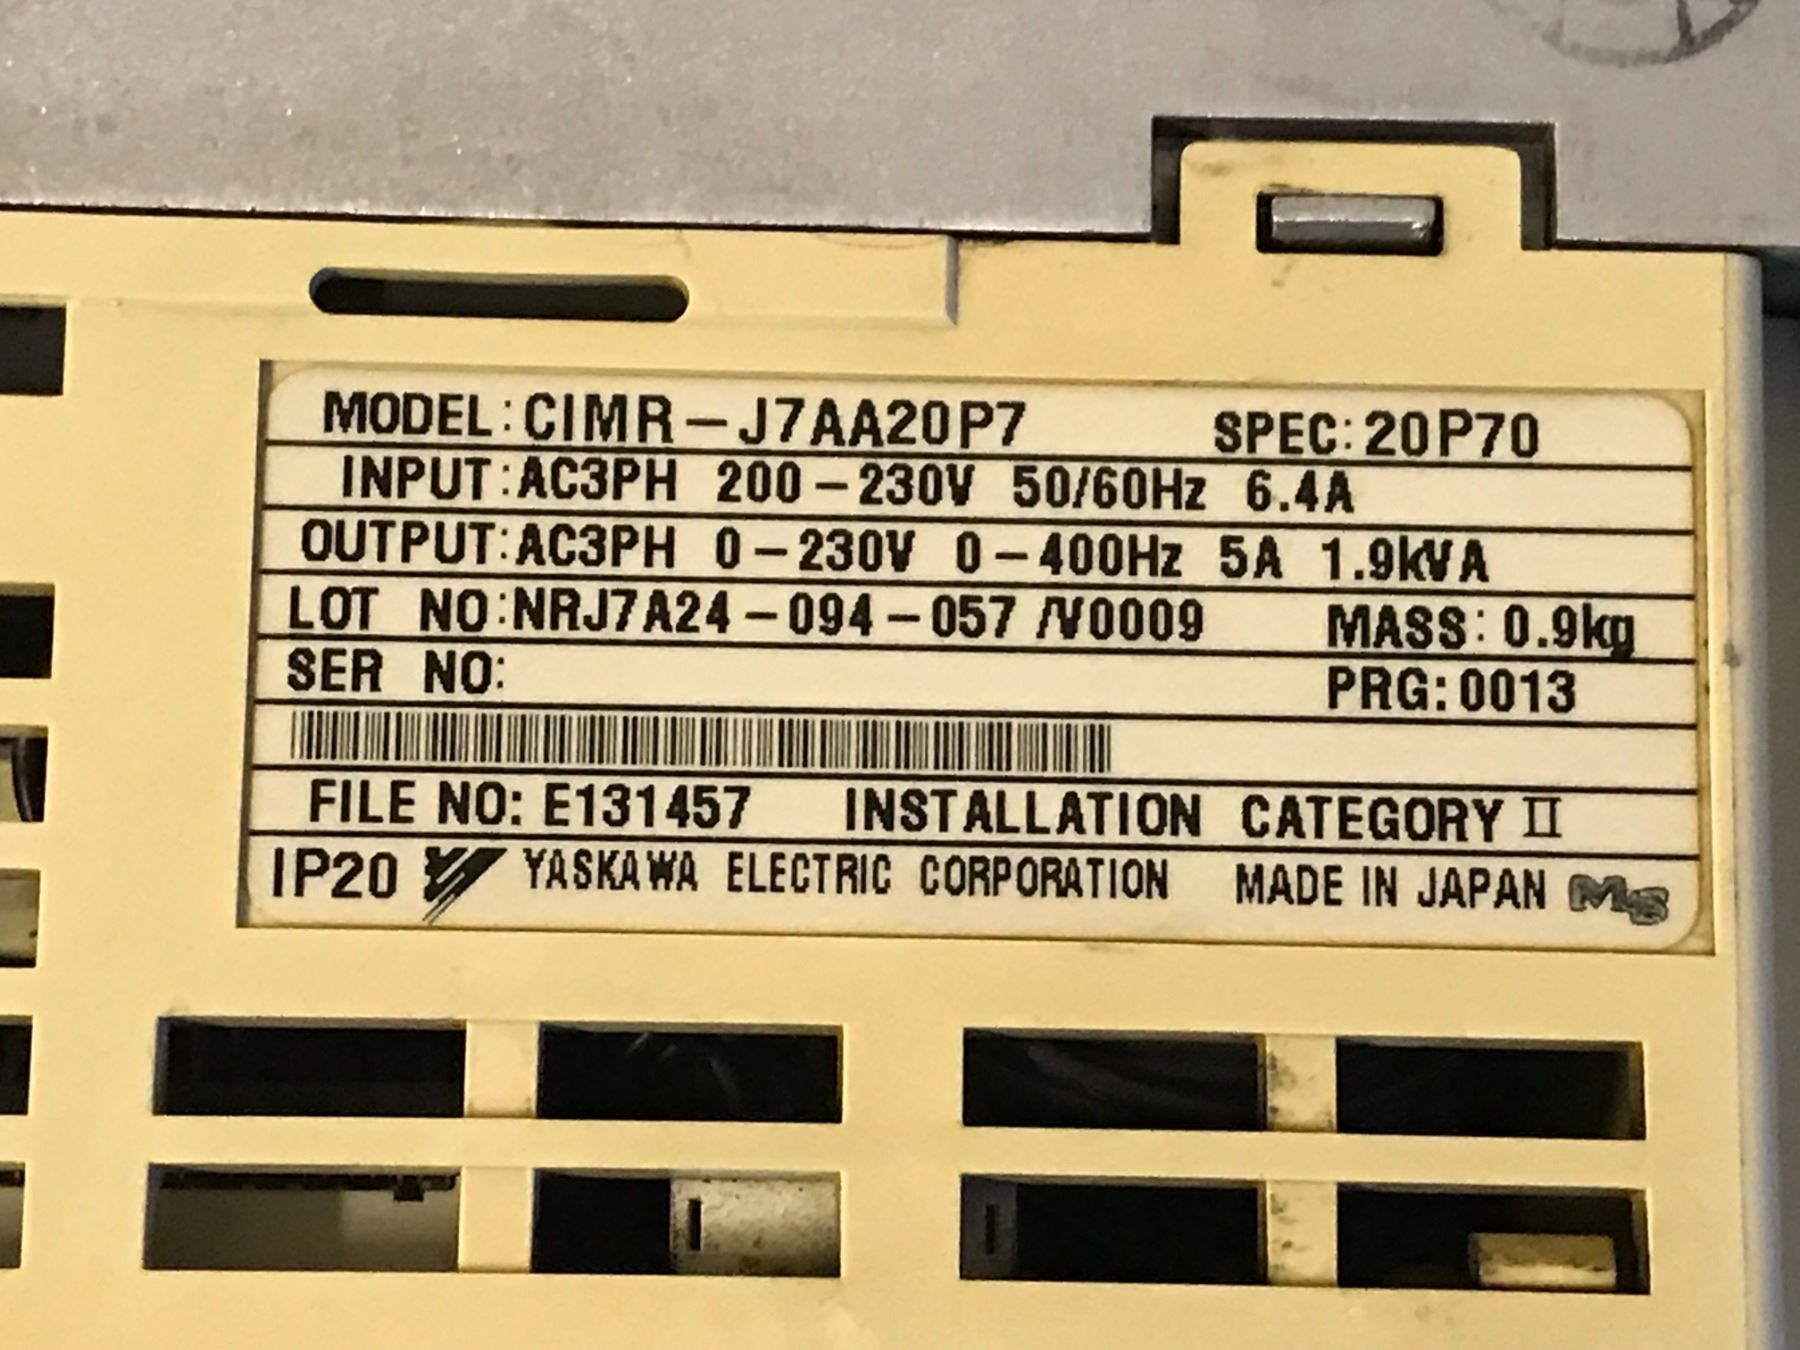 MODEL:CIMR-J7AA20P7 SPEC:20P70
INPUT:AC3PH 200-230V 50/60Hz 6.4A
OUTPUT:AC3PH 0-230V 0-400Hz 5A 1.9kVA
LOT NO:NRJ7A24-094-057 /V0009 MASS: 0.9kg
SER NO: PRG:0013
FILE NO: E131457 INSTALLATION CATEGORY II
IP20 YASKAWA ELECTRIC CORPORATION MADE IN JAPAN MS